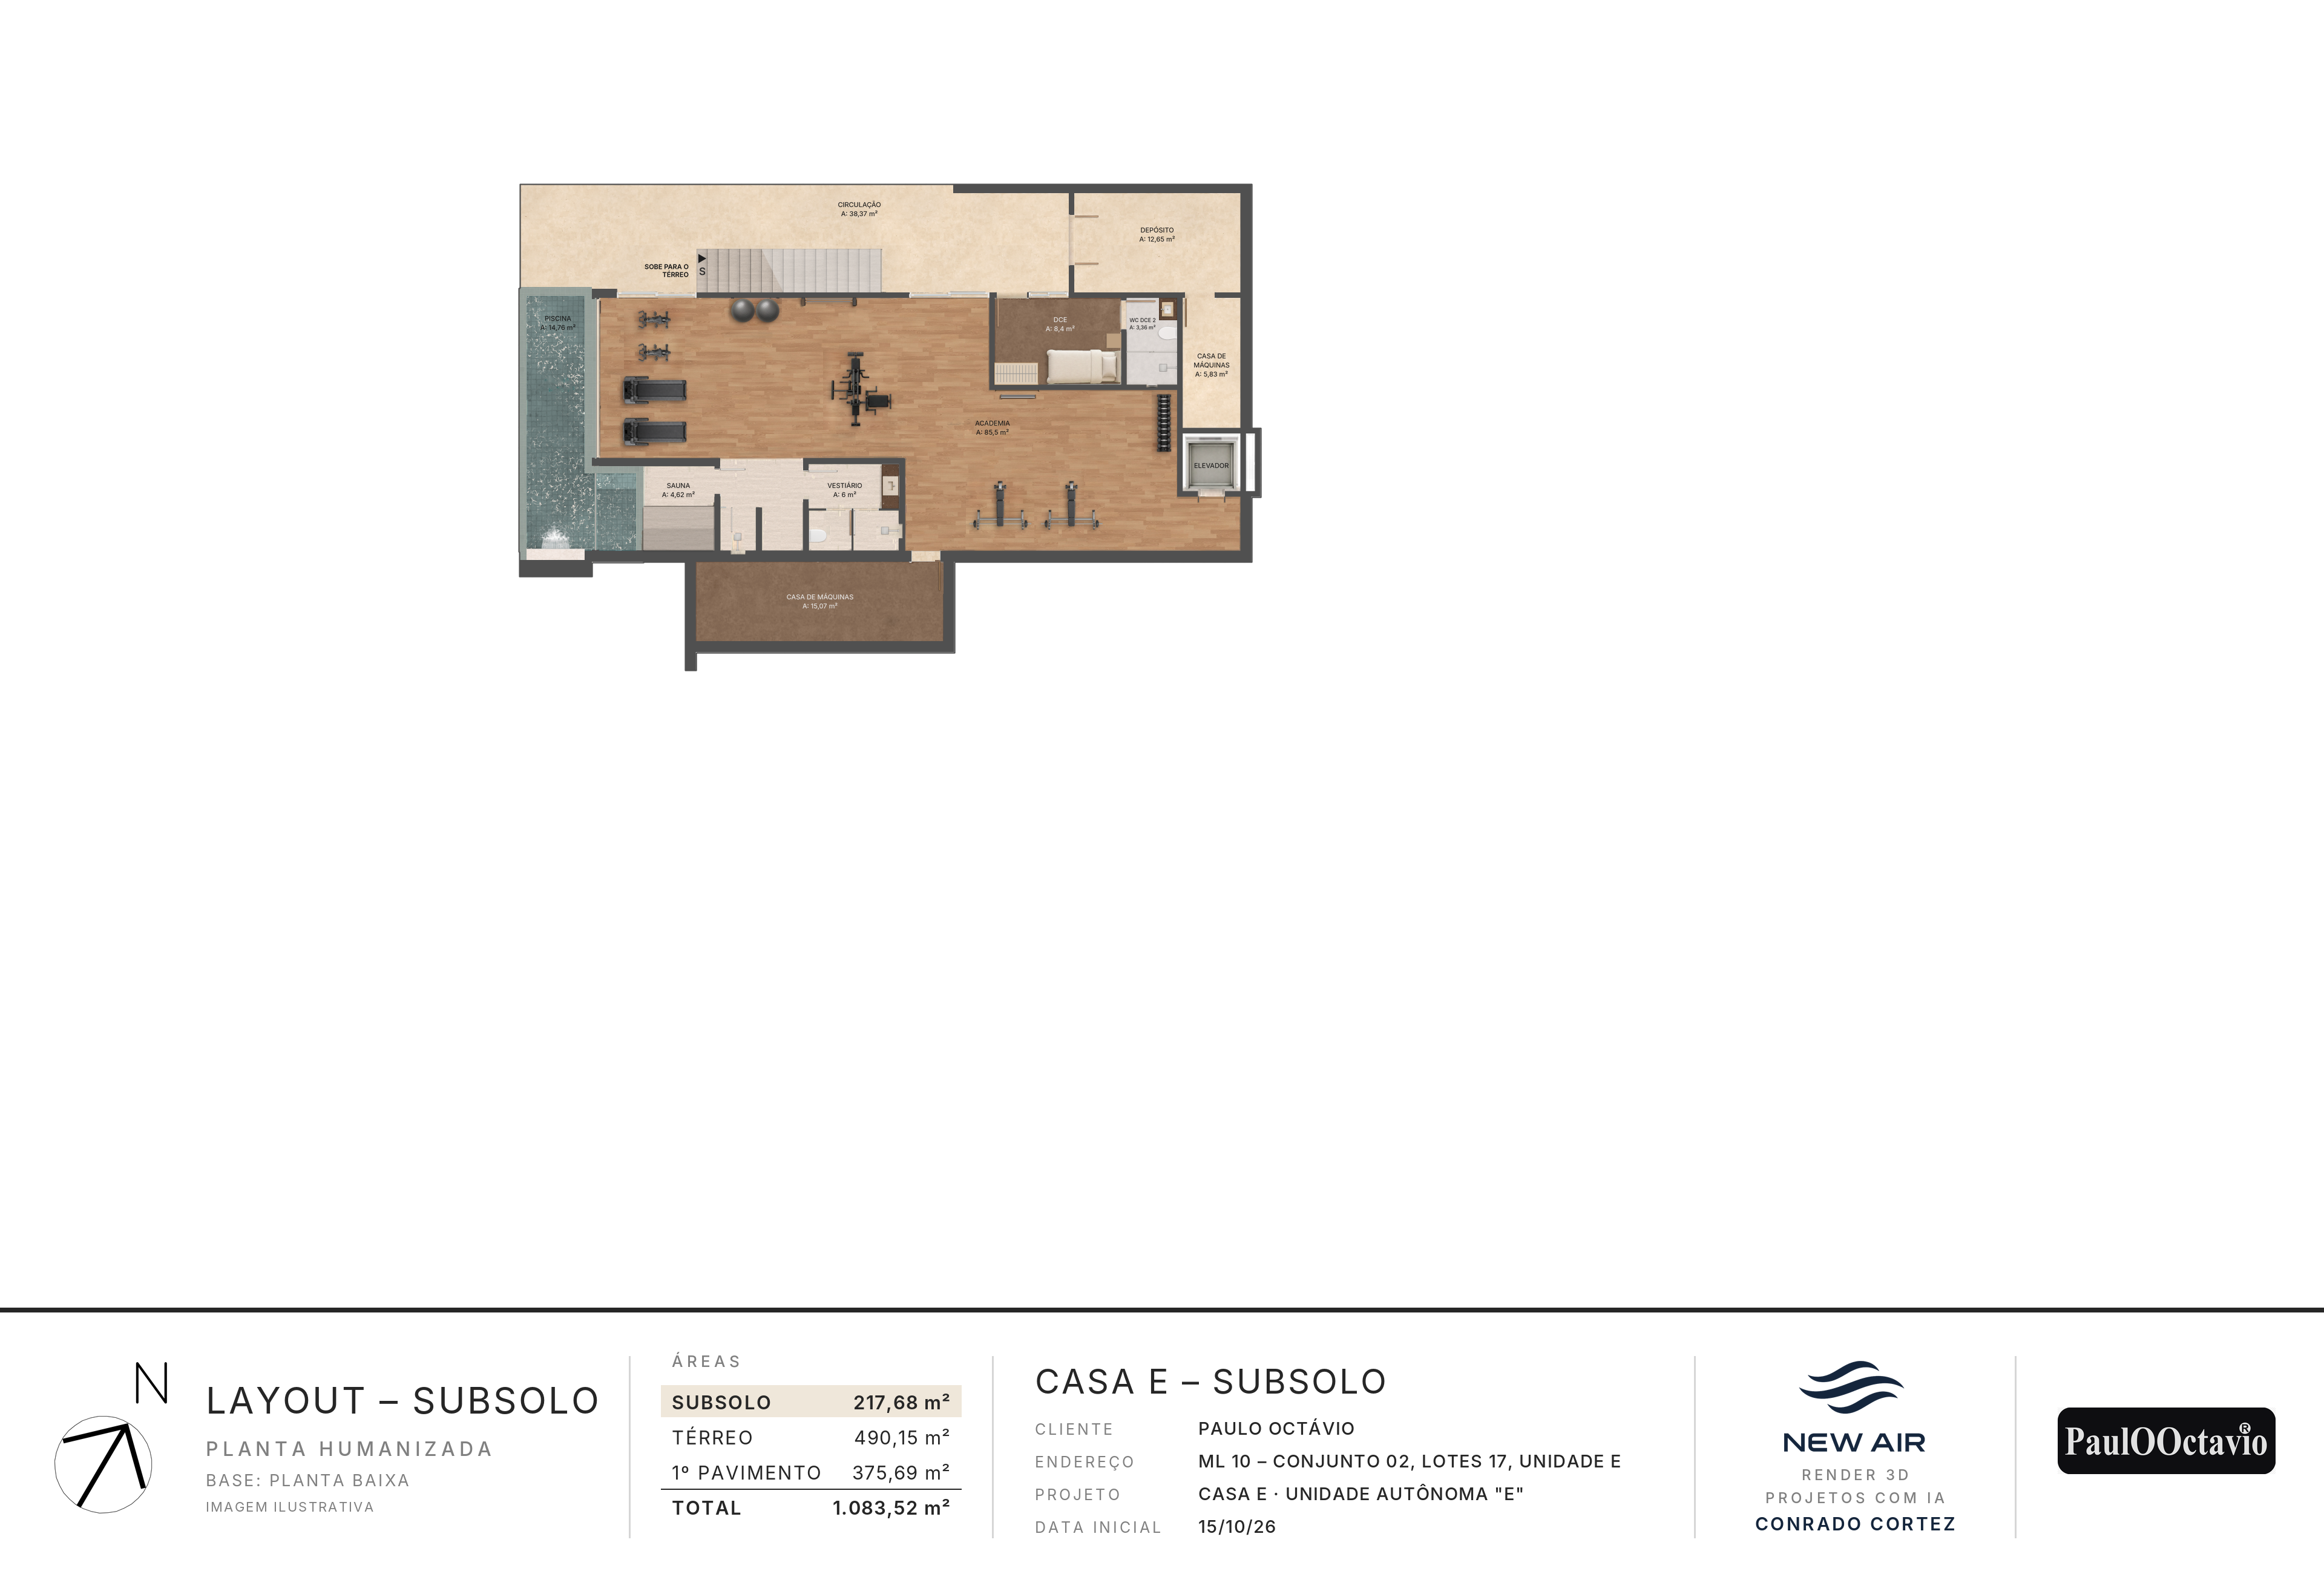 CIRCULAÇÃO
A: 38,37 m²
DEPÓSITO
A: 12,65 m²
SOBE PARA O
TÉRREO
S
PISCINA
A: 14,76 m²
DCE
A: 8,4 m²
WC DCE 2
A: 3,36 m²
CASA DE
MÁQUINAS
A: 5,83 m²
ACADEMIA
A: 85,5 m²
ELEVADOR
SAUNA
A: 4,62 m²
VESTIÁRIO
A: 6 m²
CASA DE MÁQUINAS
A: 15,07 m²
N
LAYOUT – SUBSOLO
PLANTA HUMANIZADA
BASE: PLANTA BAIXA
IMAGEM ILUSTRATIVA
ÁREAS
SUBSOLO 217,68 m²
TÉRREO 490,15 m²
1º PAVIMENTO 375,69 m²
TOTAL 1.083,52 m²
CASA E – SUBSOLO
CLIENTE PAULO OCTÁVIO
ENDEREÇO ML 10 – CONJUNTO 02, LOTES 17, UNIDADE E
PROJETO CASA E · UNIDADE AUTÔNOMA "E"
DATA INICIAL 15/10/26
NEW AIR
RENDER 3D
PROJETOS COM IA
CONRADO CORTEZ
PaulOOctavio®